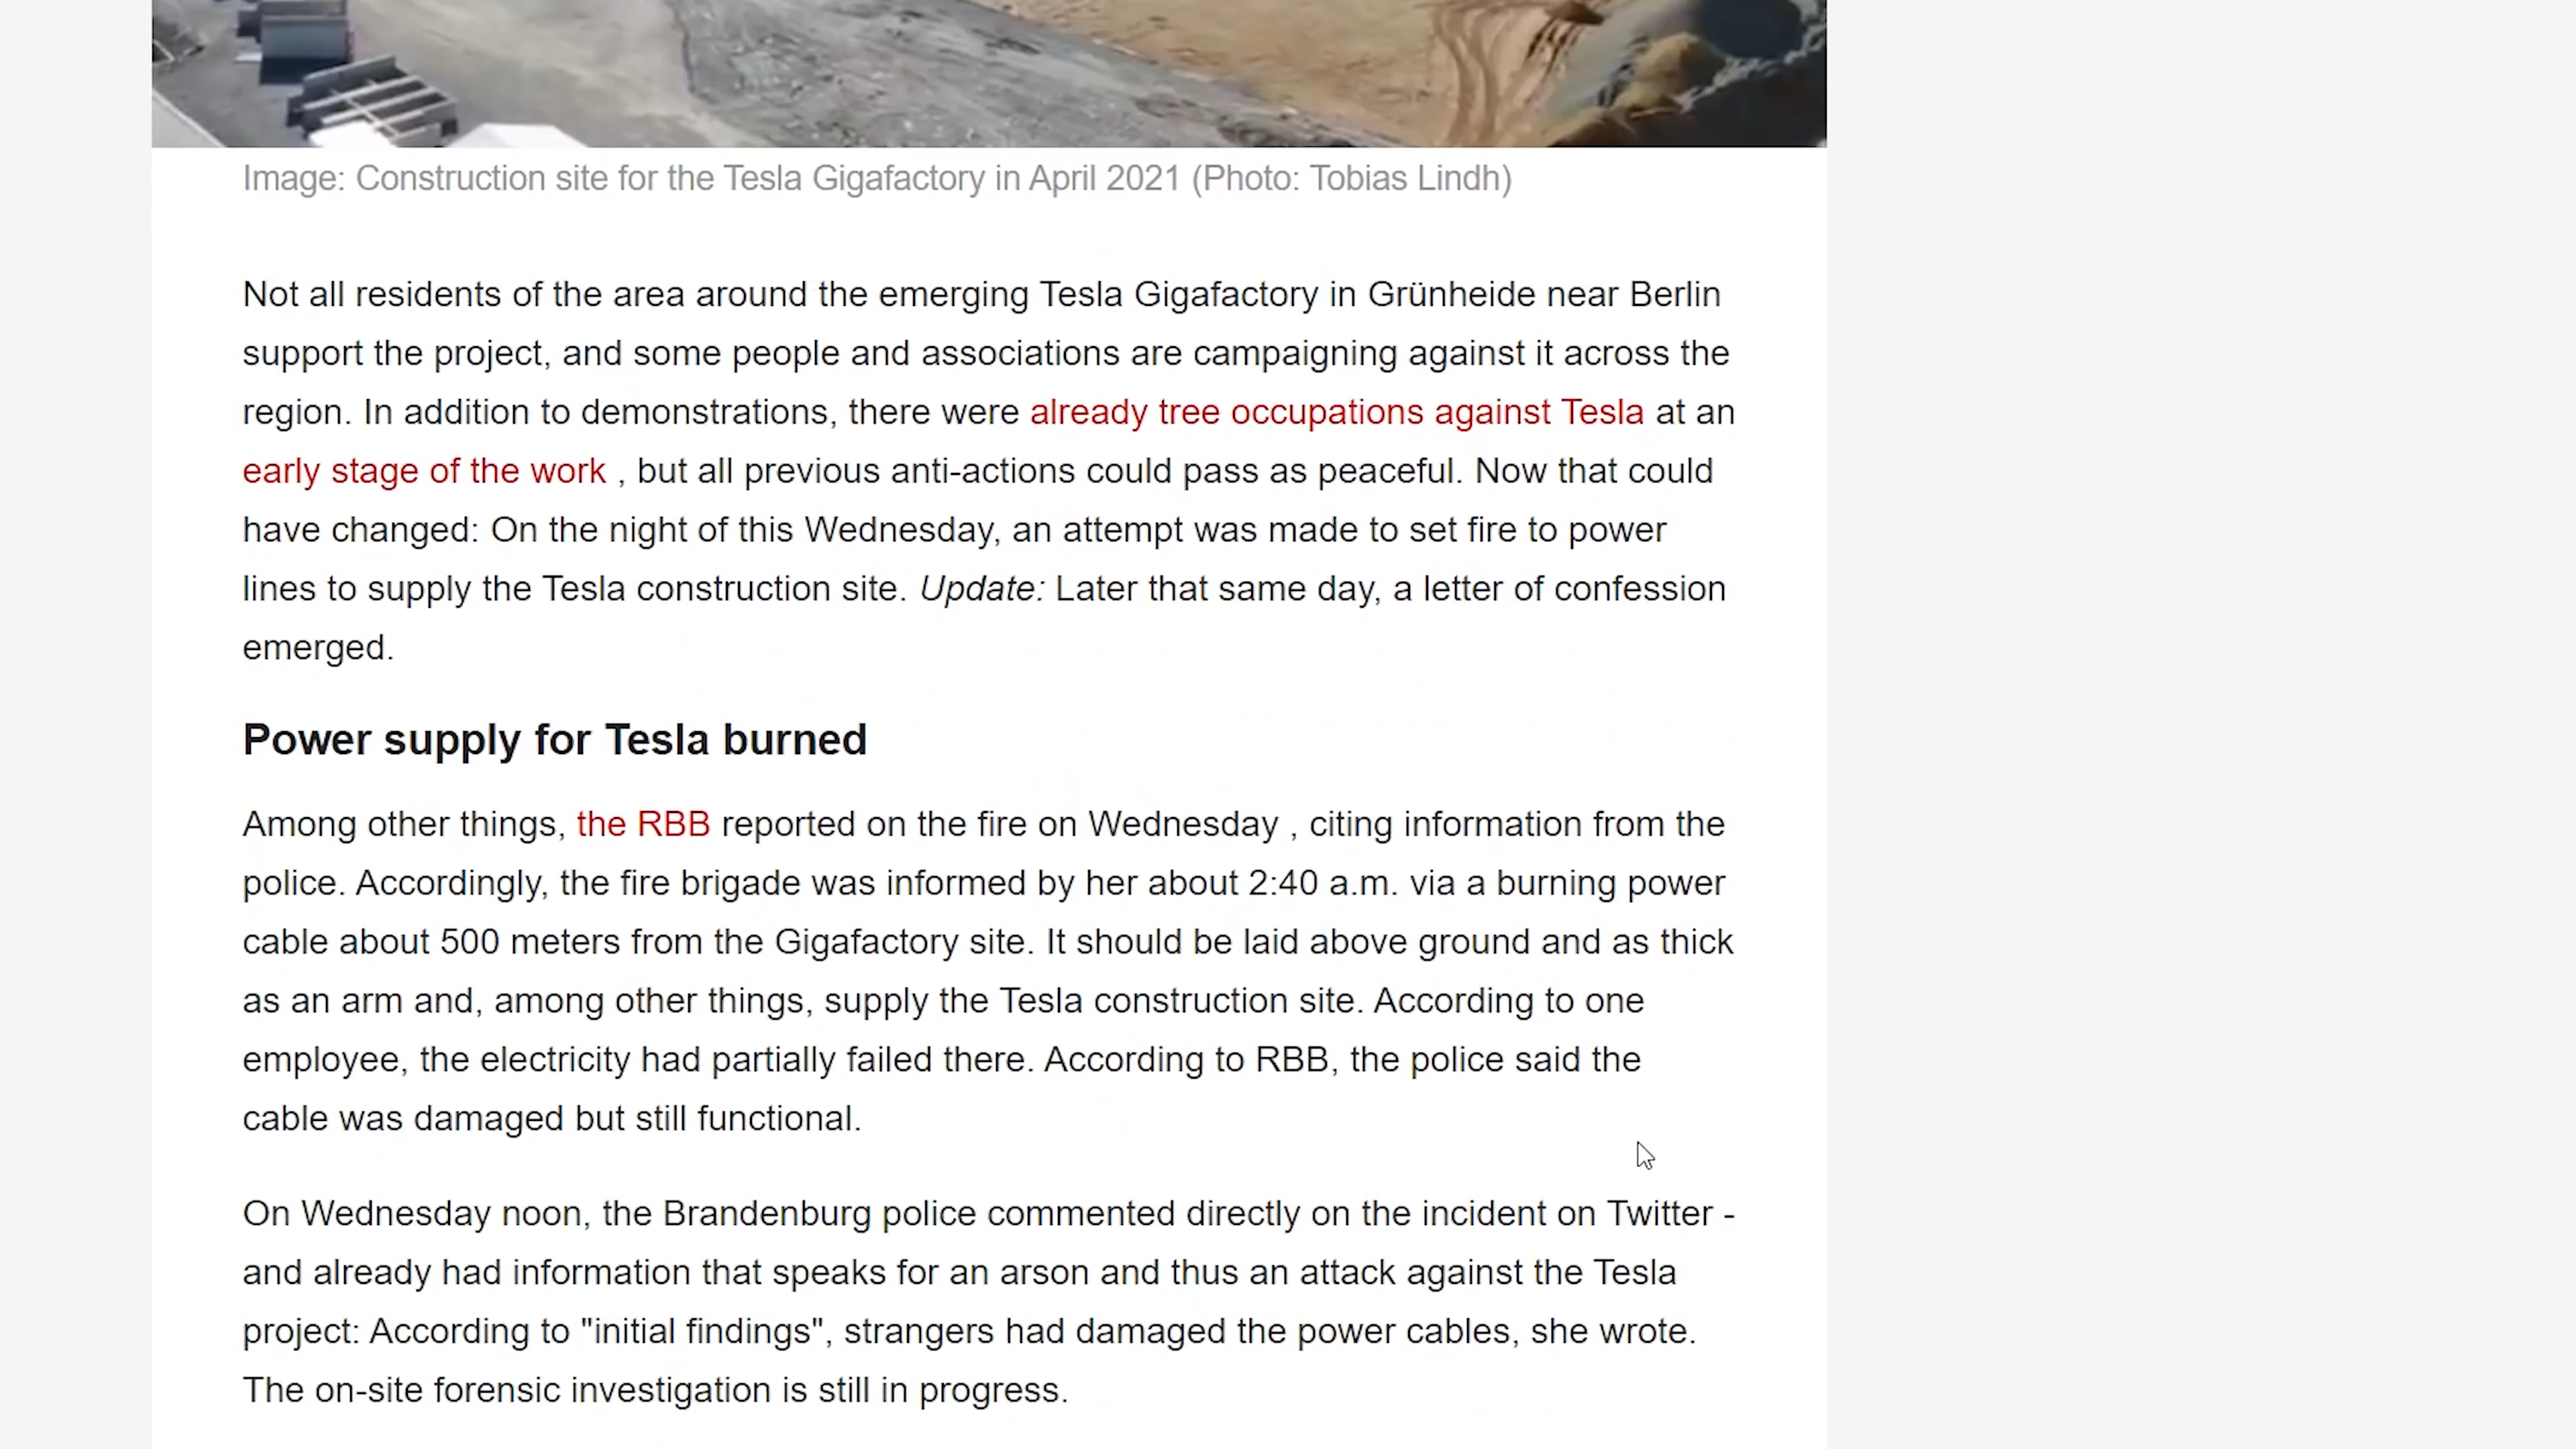 Image: Construction site for the Tesla Gigafactory in April 2021 (Photo: Tobias Lindh)
Not all residents of the area around the emerging Tesla Gigafactory in Grünheide near Berlin
support the project, and some people and associations are campaigning against it across the
region. In addition to demonstrations, there were already tree occupations against Tesla at an
early stage of the work , but all previous anti-actions could pass as peaceful. Now that could
have changed: On the night of this Wednesday, an attempt was made to set fire to power
lines to supply the Tesla construction site. Update: Later that same day, a letter of confession
emerged.
Power supply for Tesla burned
Among other things, the RBB reported on the fire on Wednesday , citing information from the
police. Accordingly, the fire brigade was informed by her about 2:40 a.m. via a burning power
cable about 500 meters from the Gigafactory site. It should be laid above ground and as thick
as an arm and, among other things, supply the Tesla construction site. According to one
employee, the electricity had partially failed there. According to RBB, the police said the
cable was damaged but still functional.
On Wednesday noon, the Brandenburg police commented directly on the incident on Twitter -
and already had information that speaks for an arson and thus an attack against the Tesla
project: According to "initial findings", strangers had damaged the power cables, she wrote.
The on-site forensic investigation is still in progress.